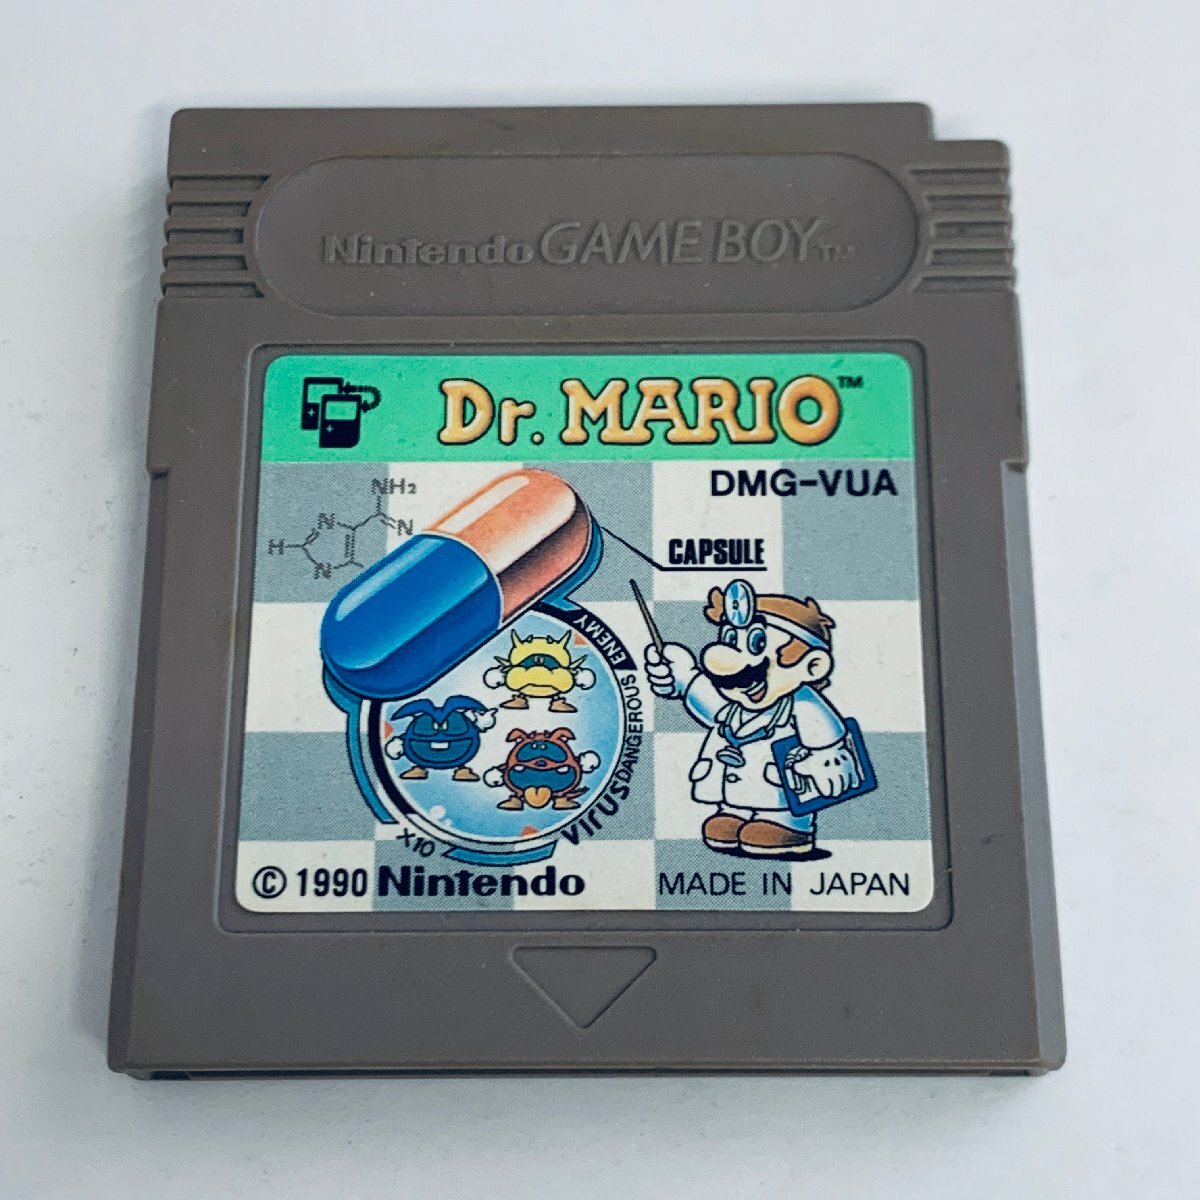 Nintendo GAME BOY TM
Dr. MARIO TM
DMG-VUA
NH2
N
N
H
N
CAPSULE
VIRUS DANGEROUS ENEMY
X10
© 1990 Nintendo
MADE IN JAPAN